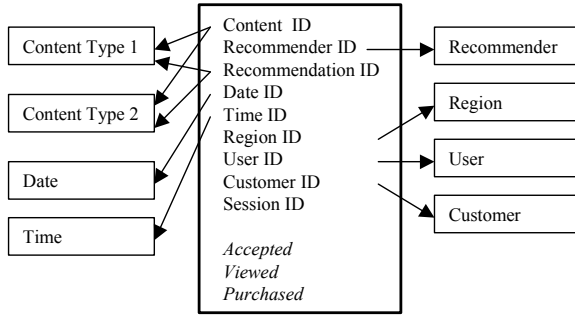 Content Type 1
Content Type 2
Date
Time
Content ID
Recommender ID
Recommendation ID
Date ID
Time ID
Region ID
User ID
Customer ID
Session ID
Accepted
Viewed
Purchased
Recommender
Region
User
Customer